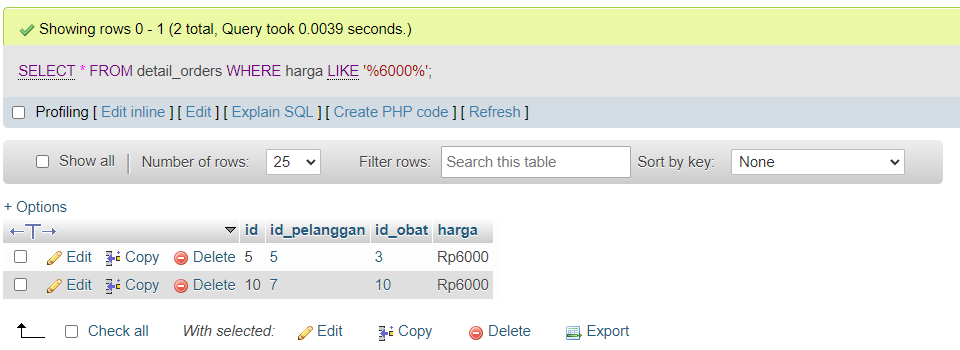 Showing rows 0 - 1 (2 total, Query took 0.0039 seconds.)
SELECT * FROM detail_orders WHERE harga LIKE '%6000%';
Profiling [ Edit inline ] [ Edit ] [ Explain SQL ] [ Create PHP code ] [ Refresh ]
Show all Number of rows: 25 Filter rows: Search this table Sort by key: None
+ Options
id id_pelanggan id_obat harga
Edit Copy Delete 5 5 3 Rp6000
Edit Copy Delete 10 7 10 Rp6000
Check all With selected: Edit Copy Delete Export